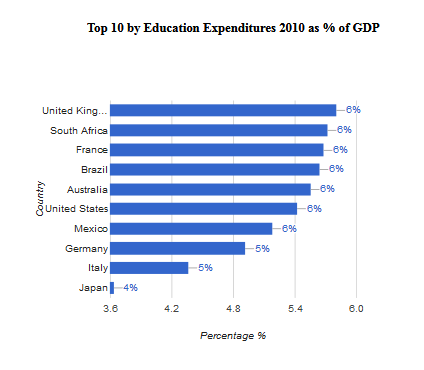 Top 10 by Education Expenditures 2010 as % of GDP
United King... 6%
South Africa 6%
France 6%
Brazil 6%
Australia 6%
United States 6%
Mexico 6%
Germany 5%
Italy 5%
Japan 4%
Country
3.6 4.2 4.8 5.4 6.0
Percentage %